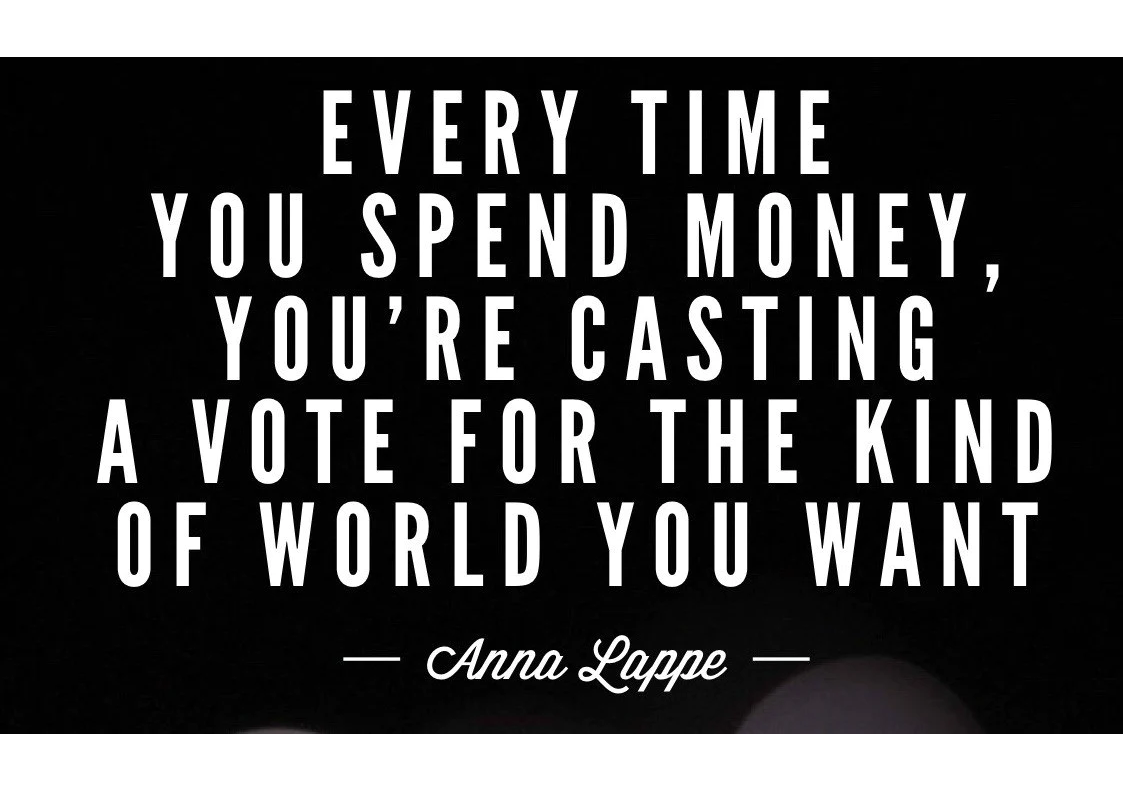 EVERY TIME
YOU SPEND MONEY,
YOU’RE CASTING
A VOTE FOR THE KIND
OF WORLD YOU WANT
— Anna Lappe —